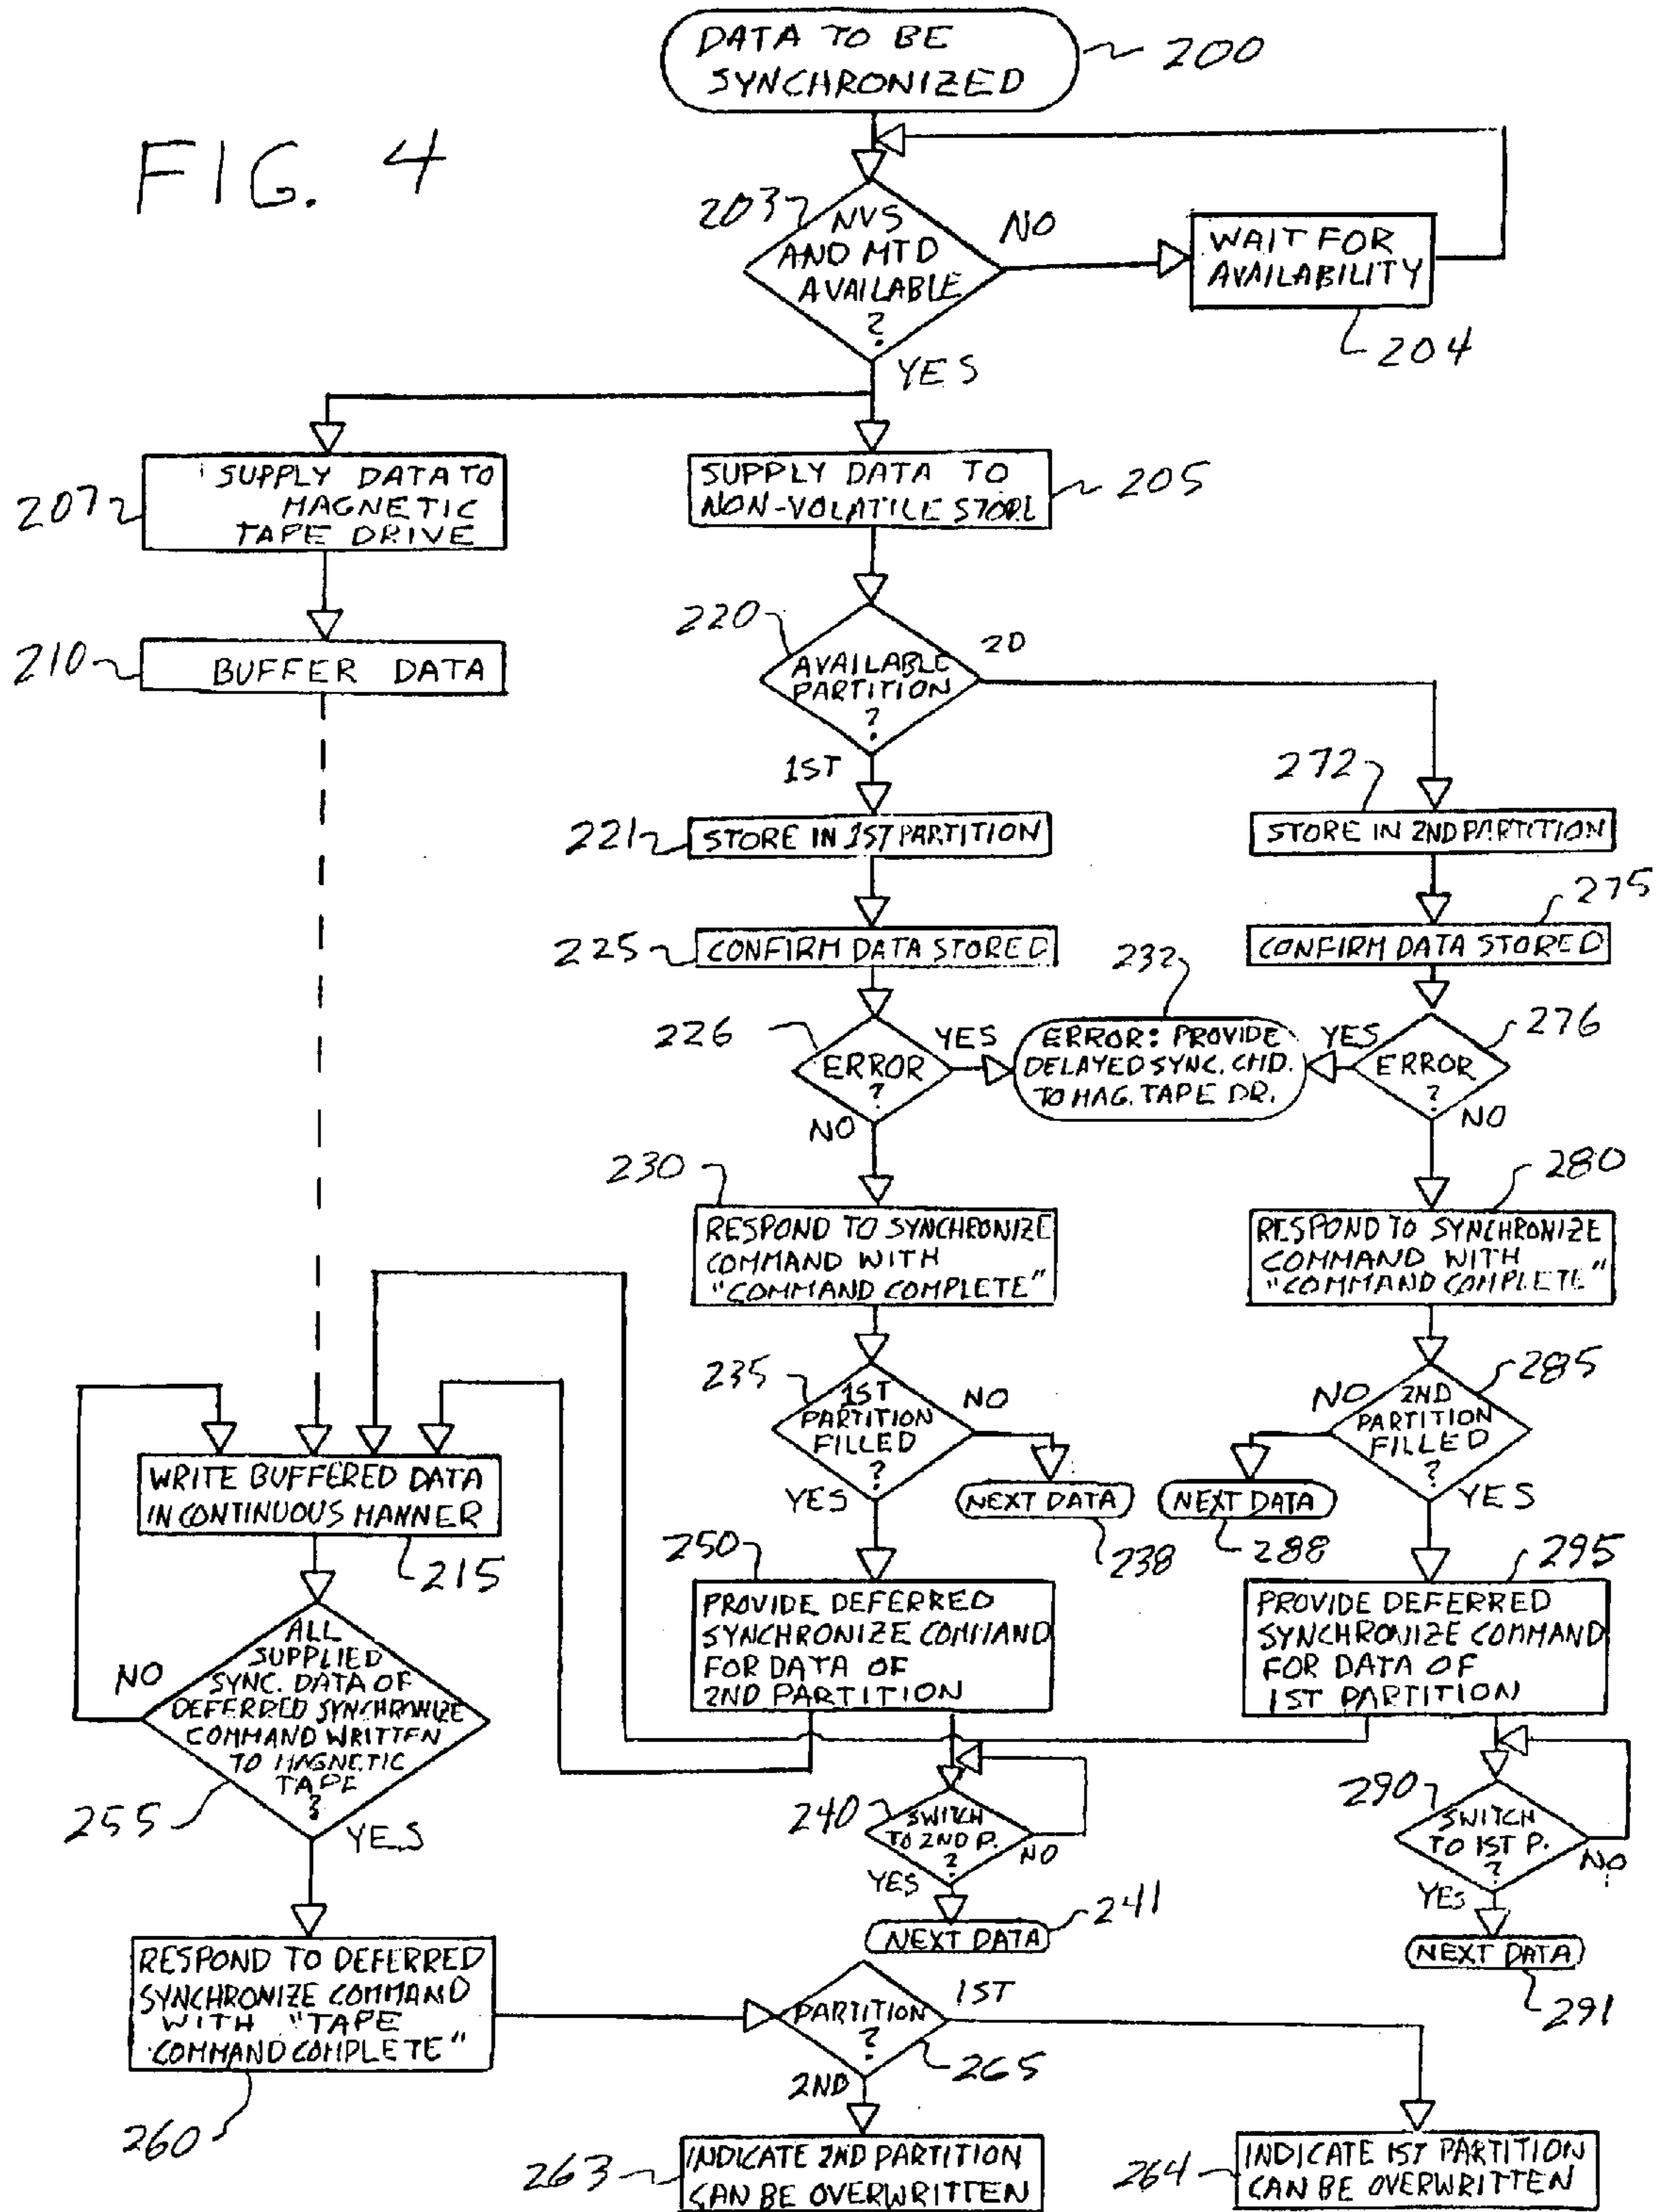 FIG. 4
DATA TO BE
SYNCHRONIZED
200
203
NVS
AND MTD
AVAILABLE
?
NO
WAIT FOR
AVAILABILITY
204
YES
207
SUPPLY DATA TO
MAGNETIC
TAPE DRIVE
SUPPLY DATA TO
NON-VOLATILE STORE
205
210
BUFFER DATA
220
AVAILABLE
PARTITION
?
2D
1ST
221
STORE IN 1ST PARTITION
272
STORE IN 2ND PARTITION
225
CONFIRM DATA STORED
275
CONFIRM DATA STORED
226
ERROR
?
YES
NO
232
ERROR: PROVIDE
DELAYED SYNC. CMD.
TO MAG. TAPE DR.
YES
276
ERROR
?
NO
230
RESPOND TO SYNCHRONIZE
COMMAND WITH
"COMMAND COMPLETE"
280
RESPOND TO SYNCHRONIZE
COMMAND WITH
"COMMAND COMPLETE"
235
1ST
PARTITION
FILLED
?
NO
YES
NEXT DATA
238
285
2ND
PARTITION
FILLED
?
NO
YES
NEXT DATA
288
WRITE BUFFERED DATA
IN CONTINUOUS MANNER
215
250
PROVIDE DEFERRED
SYNCHRONIZE COMMAND
FOR DATA OF
2ND PARTITION
295
PROVIDE DEFERRED
SYNCHRONIZE COMMAND
FOR DATA OF
1ST PARTITION
NO
ALL
SUPPLIED
SYNC. DATA OF
DEFERRED SYNCHRONIZE
COMMAND WRITTEN
TO MAGNETIC
TAPE
?
255
YES
240
SWITCH
TO 2ND P.
?
NO
YES
241
NEXT DATA
290
SWITCH
TO 1ST P.
?
NO
YES
NEXT DATA
291
RESPOND TO DEFERRED
SYNCHRONIZE COMMAND
WITH "TAPE
COMMAND COMPLETE"
260
PARTITION
?
1ST
265
2ND
263
INDICATE 2ND PARTITION
CAN BE OVERWRITTEN
264
INDICATE 1ST PARTITION
CAN BE OVERWRITTEN